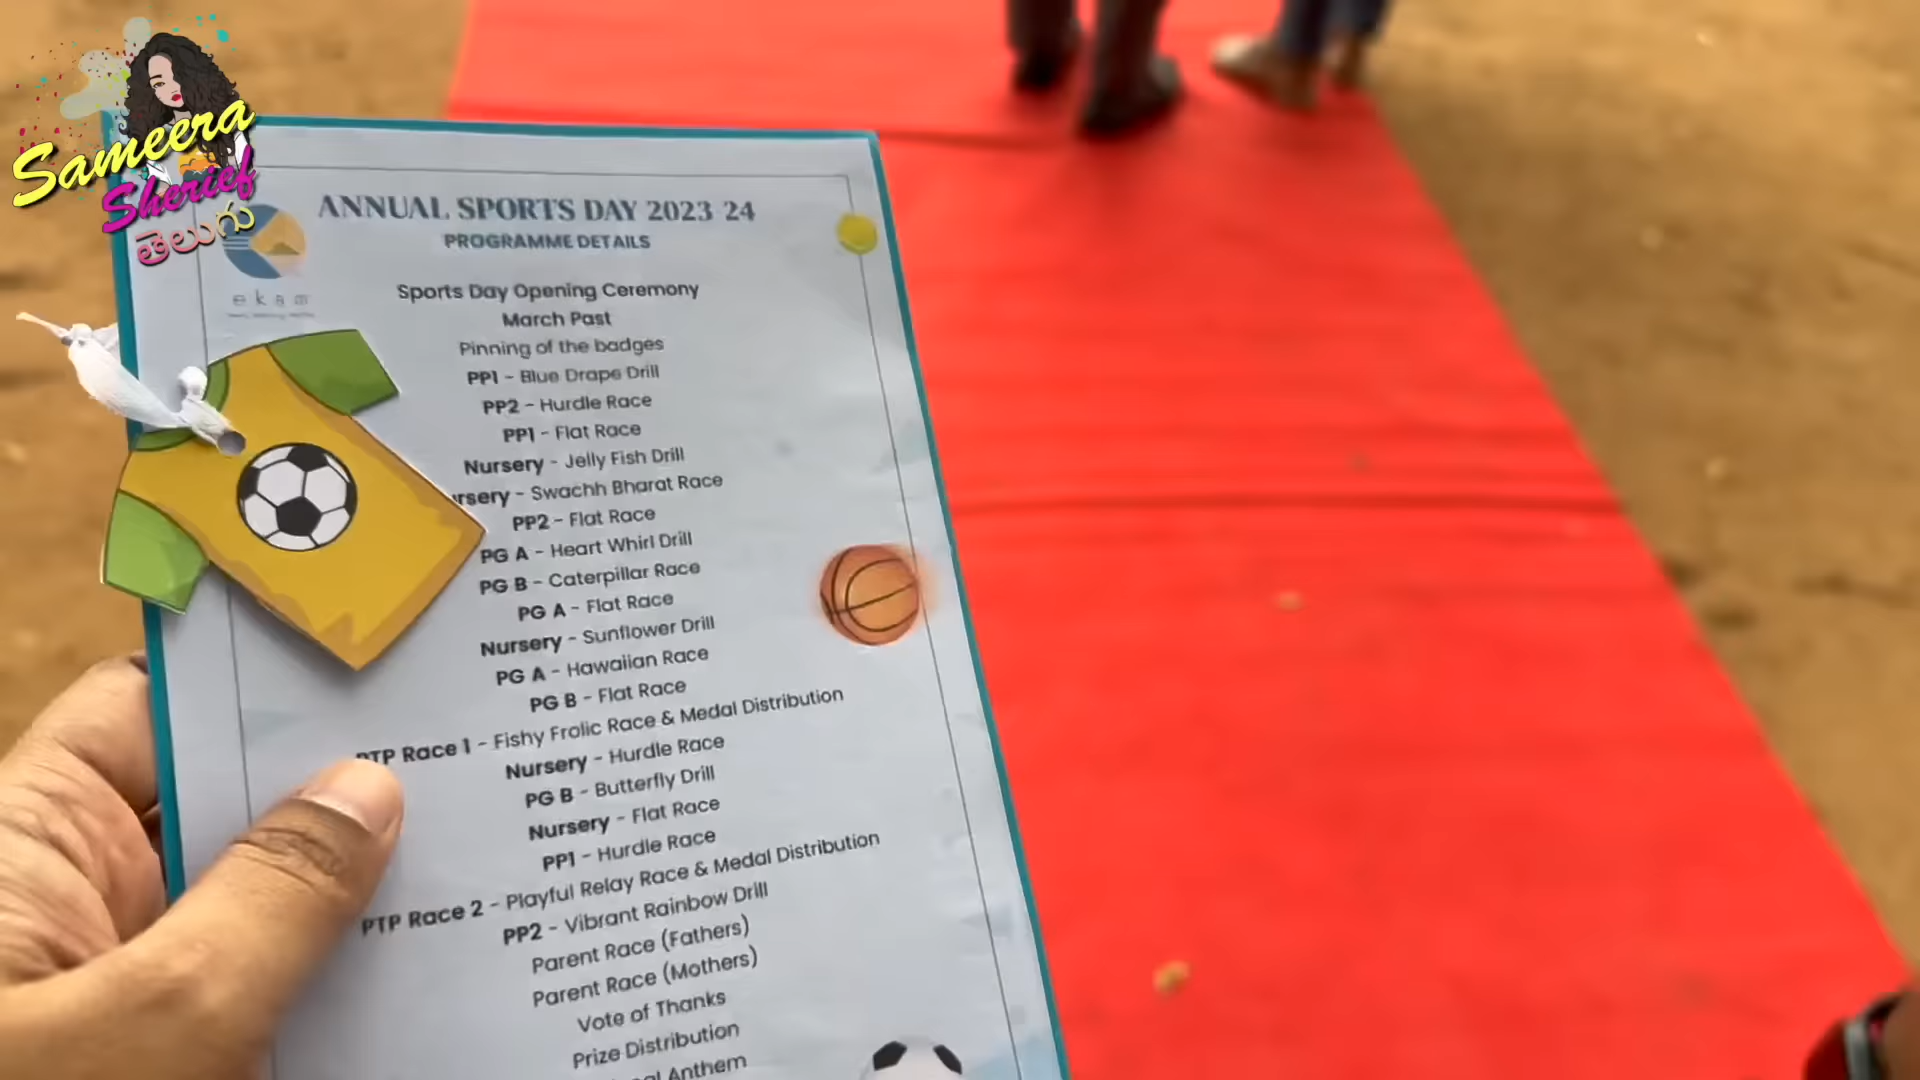 Sameera
Sherief
తెలుగు
ANNUAL SPORTS DAY 2023 24
PROGRAMME DETAILS
ekam
Sports Day Opening Ceremony
March Past
Pinning of the badges
PP1 - Blue Drape Drill
PP2 - Hurdle Race
PP1 - Flat Race
Nursery - Jelly Fish Drill
rsery - Swachh Bharat Race
PP2 - Flat Race
PG A - Heart Whirl Drill
PG B - Caterpillar Race
PG A - Flat Race
Nursery - Sunflower Drill
PG A - Hawaiian Race
PG B - Flat Race
PTP Race 1 - Fishy Frolic Race & Medal Distribution
Nursery - Hurdle Race
PG B - Butterfly Drill
Nursery - Flat Race
PP1 - Hurdle Race
PTP Race 2 - Playful Relay Race & Medal Distribution
PP2 - Vibrant Rainbow Drill
Parent Race (Fathers)
Parent Race (Mothers)
Vote of Thanks
Prize Distribution
al Anthem